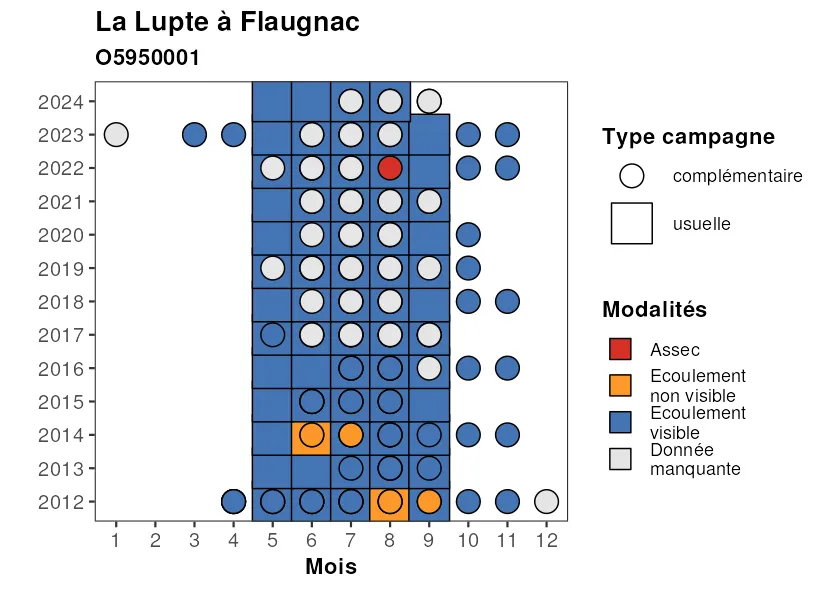 La Lupte à Flaugnac
O5950001
2024
2023
2022
2021
2020
2019
2018
2017
2016
2015
2014
2013
2012
1 2 3 4 5 6 7 8 9 10 11 12
Mois
Type campagne
complémentaire
usuelle
Modalités
Assec
Ecoulement
non visible
Ecoulement
visible
Donnée
manquante